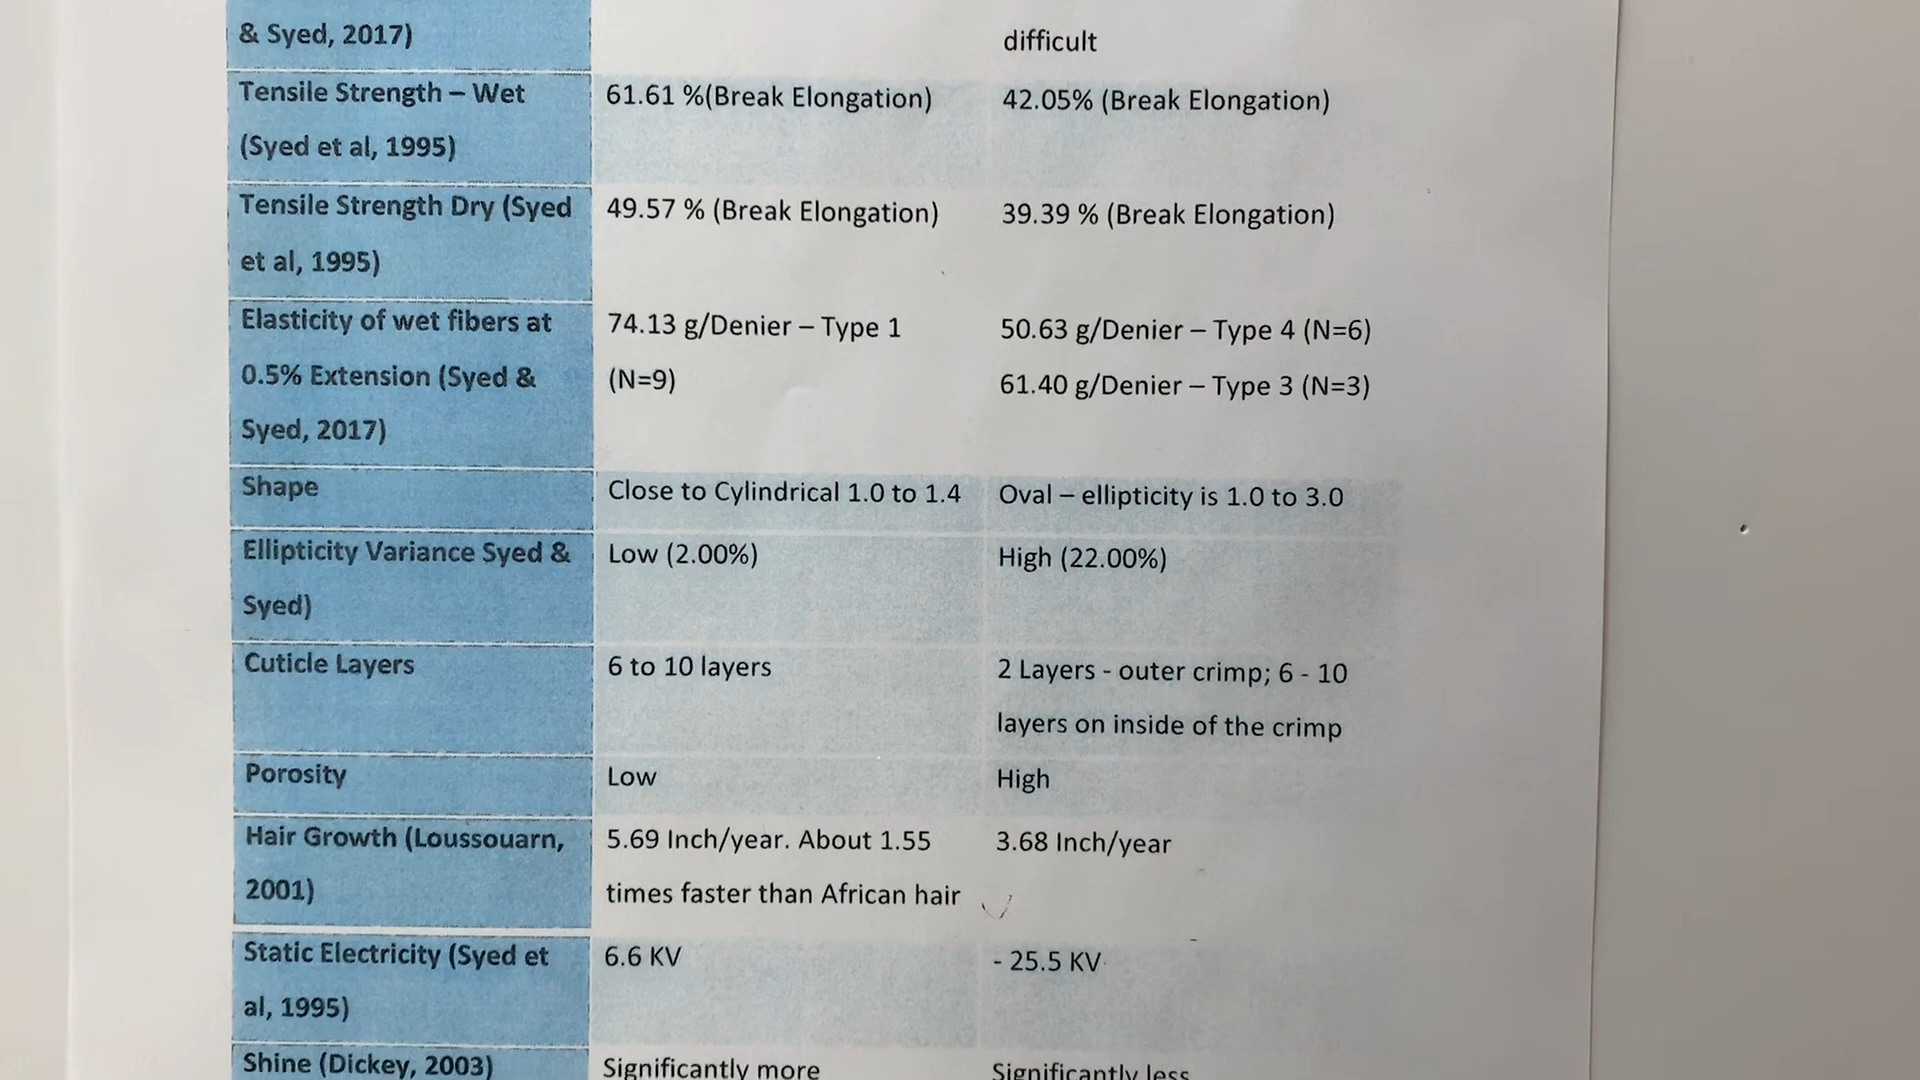 & Syed, 2017)
difficult
Tensile Strength – Wet
(Syed et al, 1995)
61.61 %(Break Elongation)
42.05% (Break Elongation)
Tensile Strength Dry (Syed
et al, 1995)
49.57 % (Break Elongation)
39.39 % (Break Elongation)
Elasticity of wet fibers at
0.5% Extension (Syed &
Syed, 2017)
74.13 g/Denier – Type 1
(N=9)
50.63 g/Denier – Type 4 (N=6)
61.40 g/Denier – Type 3 (N=3)
Shape
Close to Cylindrical 1.0 to 1.4
Oval – ellipticity is 1.0 to 3.0
Ellipticity Variance Syed &
Syed)
Low (2.00%)
High (22.00%)
Cuticle Layers
6 to 10 layers
2 Layers - outer crimp; 6 - 10
layers on inside of the crimp
Porosity
Low
High
Hair Growth (Loussouarn,
2001)
5.69 Inch/year. About 1.55
times faster than African hair
3.68 Inch/year
Static Electricity (Syed et
al, 1995)
6.6 KV
- 25.5 KV
Shine (Dickey, 2003)
Significantly more
Significantly less